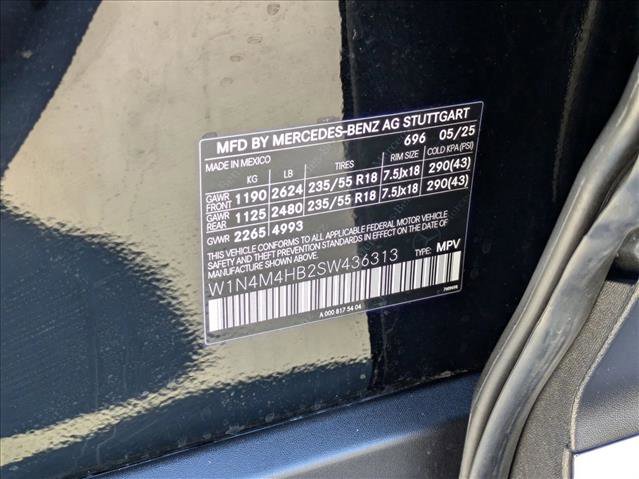 MFD BY MERCEDES-BENZ AG STUTTGART
MADE IN MEXICO 696 05/25
KG LB TIRES RIM SIZE COLD KPA (PSI)
GAWR FRONT 1190 2624 235/55 R18 7.5Jx18 290(43)
GAWR REAR 1125 2480 235/55 R18 7.5Jx18 290(43)
GVWR 2265 4993
THIS VEHICLE CONFORMS TO ALL APPLICABLE FEDERAL MOTOR VEHICLE
SAFETY AND THEFT PREVENTION STANDARDS IN EFFECT ON THE DATE OF
MANUFACTURE SHOWN ABOVE.
W1N4M4HB2SW436313 TYPE: MPV
A 000 817 54 04